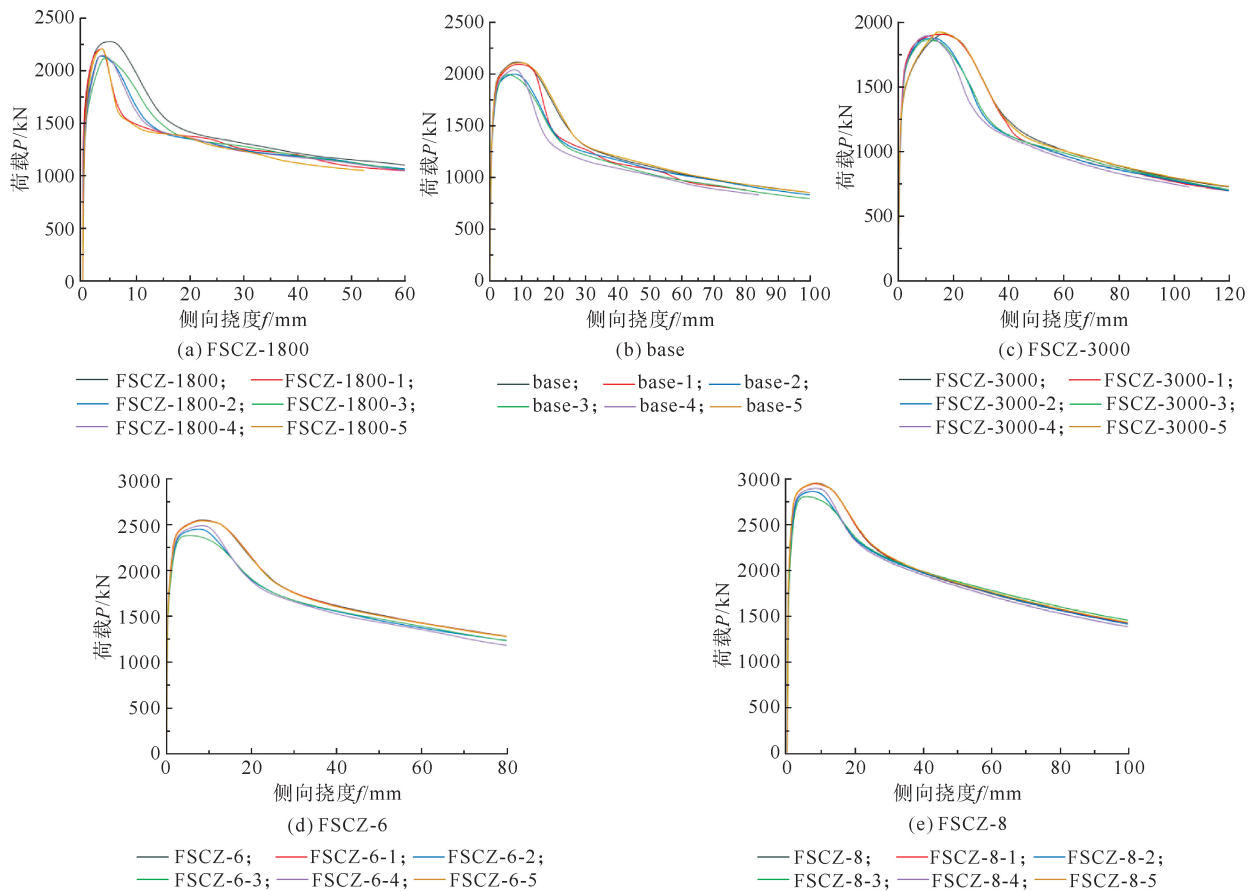 荷载P/kN
2500
2000
1500
1000
500
0
0 10 20 30 40 50 60
侧向挠度f/mm
(a) FSCZ-1800
FSCZ-1800; FSCZ-1800-1;
FSCZ-1800-2; FSCZ-1800-3;
FSCZ-1800-4; FSCZ-1800-5
荷载P/kN
2500
2000
1500
1000
500
0
0 10 20 30 40 50 60 70 80 90 100
侧向挠度f/mm
(b) base
base; base-1; base-2;
base-3; base-4; base-5
荷载P/kN
2000
1500
1000
500
0
0 20 40 60 80 100 120
侧向挠度f/mm
(c) FSCZ-3000
FSCZ-3000; FSCZ-3000-1;
FSCZ-3000-2; FSCZ-3000-3;
FSCZ-3000-4; FSCZ-3000-5
荷载P/kN
3000
2500
2000
1500
1000
500
0
0 20 40 60 80
侧向挠度f/mm
(d) FSCZ-6
FSCZ-6; FSCZ-6-1; FSCZ-6-2;
FSCZ-6-3; FSCZ-6-4; FSCZ-6-5
荷载P/kN
3000
2500
2000
1500
1000
500
0
0 20 40 60 80 100
侧向挠度f/mm
(e) FSCZ-8
FSCZ-8; FSCZ-8-1; FSCZ-8-2;
FSCZ-8-3; FSCZ-8-4; FSCZ-8-5